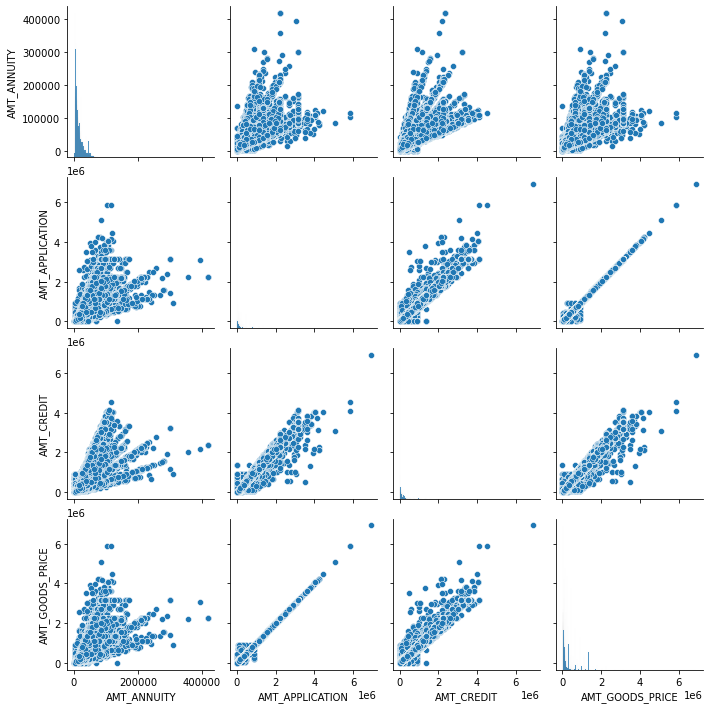 400000
300000
200000
100000
0
AMT_ANNUITY
1e6
6
4
2
0
AMT_APPLICATION
1e6
6
4
2
0
AMT_CREDIT
1e6
6
4
2
0
AMT_GOODS_PRICE
0 200000 400000
AMT_ANNUITY
0 2 4 6
1e6
AMT_APPLICATION
0 2 4 6
1e6
AMT_CREDIT
0 2 4 6
1e6
AMT_GOODS_PRICE